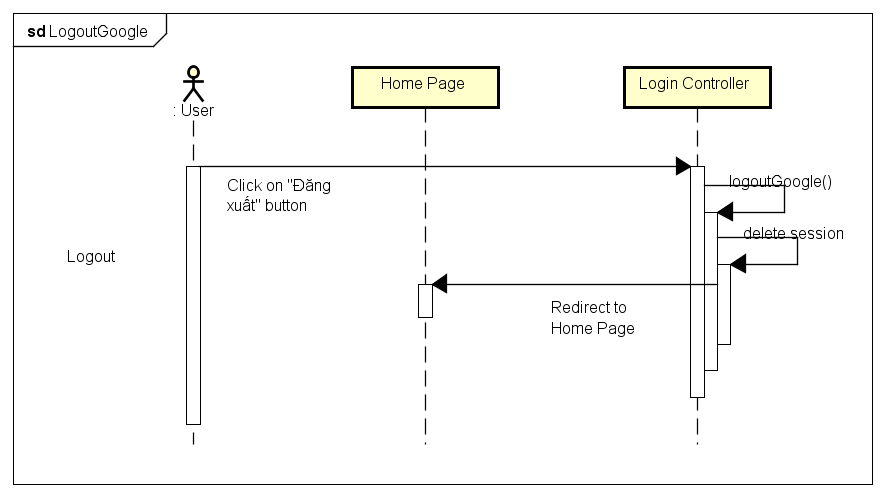 sd LogoutGoogle
: User
Home Page
Login Controller
Click on "Đăng
xuất" button
logoutGoogle()
delete session
Logout
Redirect to
Home Page